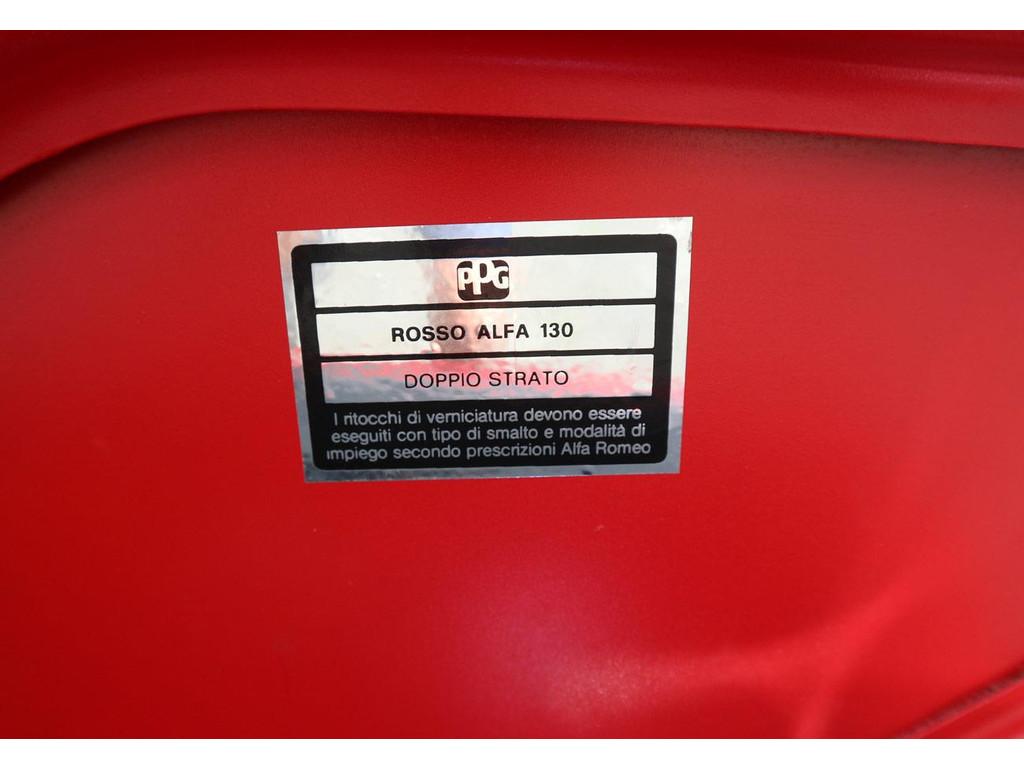 PPG
ROSSO ALFA 130
DOPPIO STRATO
I ritocchi di verniciatura devono essere
eseguiti con tipo di smalto e modalità di
impiego secondo prescrizioni Alfa Romeo